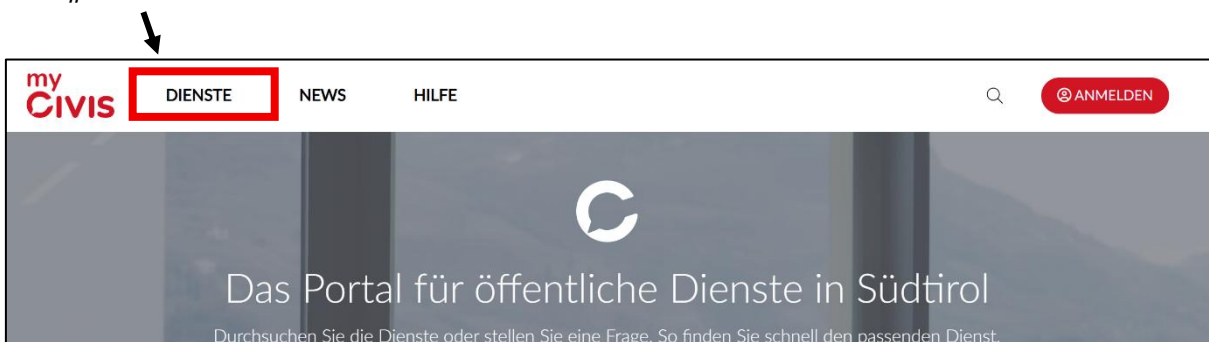 my
CIVIS DIENSTE NEWS HILFE ANMELDEN
Das Portal für öffentliche Dienste in Südtirol
Durchsuchen Sie die Dienste oder stellen Sie eine Frage. So finden Sie schnell den passenden Dienst.